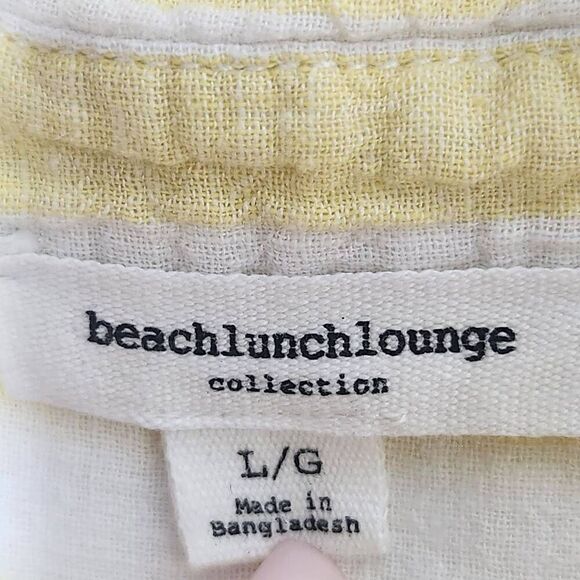 beachlunchlounge
collection
L/G
Made in
Bangladesh